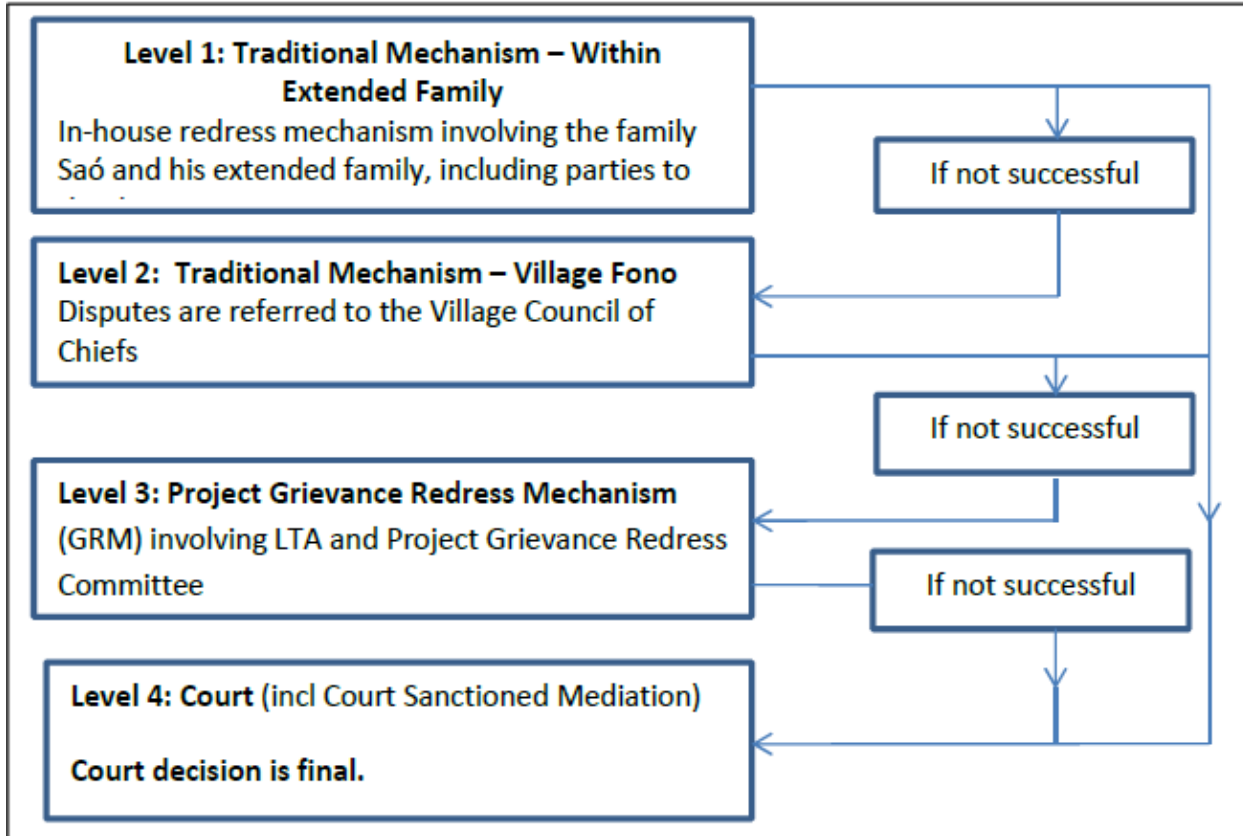 Level 1: Traditional Mechanism – Within
Extended Family
In-house redress mechanism involving the family
Saó and his extended family, including parties to
If not successful
Level 2: Traditional Mechanism – Village Fono
Disputes are referred to the Village Council of
Chiefs
If not successful
Level 3: Project Grievance Redress Mechanism
(GRM) involving LTA and Project Grievance Redress
Committee
If not successful
Level 4: Court (incl Court Sanctioned Mediation)
Court decision is final.